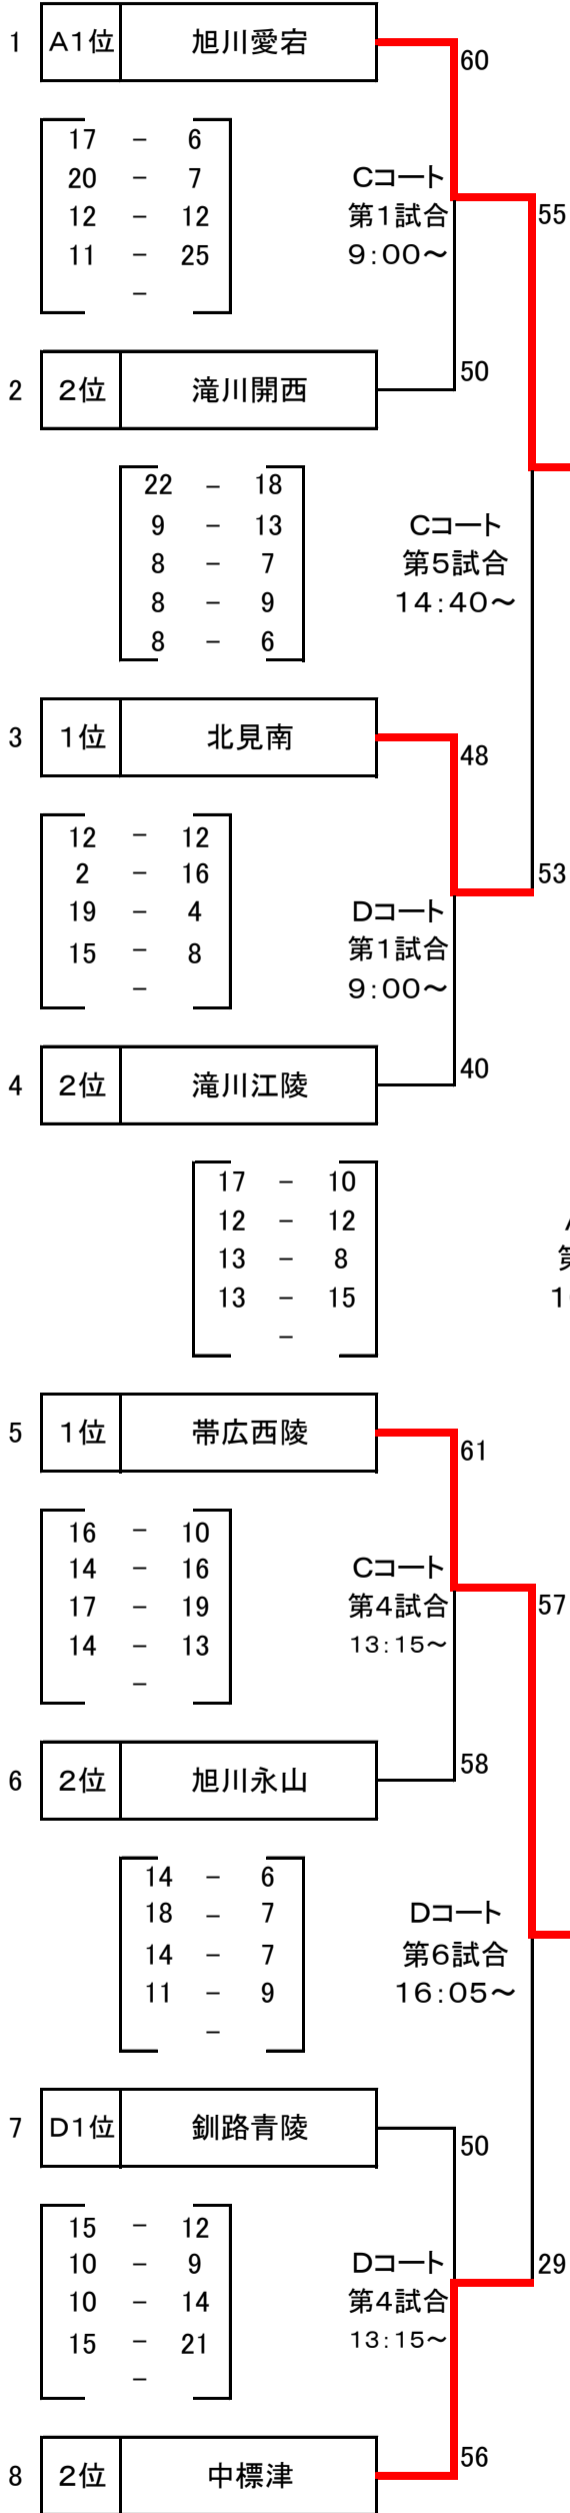 1 A1位 旭川愛宕
60
17 - 6
20 - 7
12 - 12
11 - 25
-
Cコート
第1試合
9:00～
55
2 2位 滝川開西
50
22 - 18
9 - 13
8 - 7
8 - 9
8 - 6
Cコート
第5試合
14:40～
3 1位 北見南
48
12 - 12
2 - 16
19 - 4
15 - 8
-
Dコート
第1試合
9:00～
53
4 2位 滝川江陵
40
17 - 10
12 - 12
13 - 8
13 - 15
-
第
1
5 1位 帯広西陵
61
16 - 10
14 - 16
17 - 19
14 - 13
-
Cコート
第4試合
13:15～
57
6 2位 旭川永山
58
14 - 6
18 - 7
14 - 7
11 - 9
-
Dコート
第6試合
16:05～
7 D1位 釧路青陵
50
15 - 12
10 - 9
10 - 14
15 - 21
-
Dコート
第4試合
13:15～
29
8 2位 中標津
56